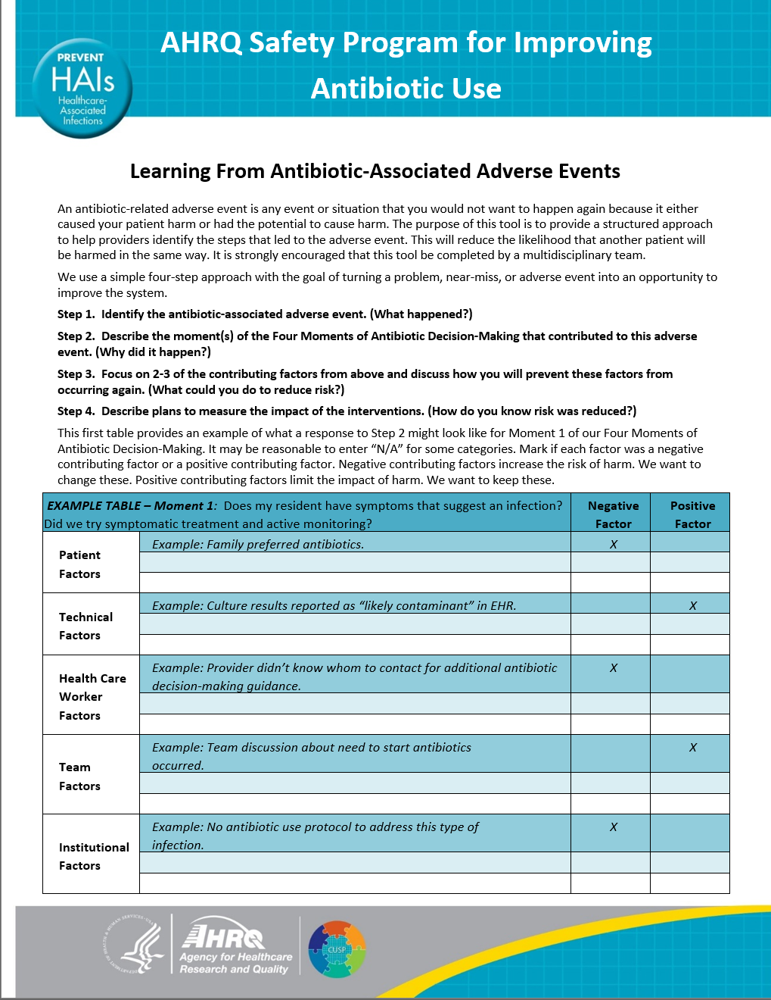 AHRQ Safety Program for Improving
Antibiotic Use
PREVENT
HAIs
Healthcare-
Associated
Infections
Learning From Antibiotic-Associated Adverse Events
An antibiotic-related adverse event is any event or situation that you would not want to happen again because it either
caused your patient harm or had the potential to cause harm. The purpose of this tool is to provide a structured approach
to help providers identify the steps that led to the adverse event. This will reduce the likelihood that another patient will
be harmed in the same way. It is strongly encouraged that this tool be completed by a multidisciplinary team.
We use a simple four-step approach with the goal of turning a problem, near-miss, or adverse event into an opportunity to
improve the system.
Step 1.  Identify the antibiotic-associated adverse event. (What happened?)
Step 2.  Describe the moment(s) of the Four Moments of Antibiotic Decision-Making that contributed to this adverse
event. (Why did it happen?)
Step 3.  Focus on 2-3 of the contributing factors from above and discuss how you will prevent these factors from
occurring again. (What could you do to reduce risk?)
Step 4.  Describe plans to measure the impact of the interventions. (How do you know risk was reduced?)
This first table provides an example of what a response to Step 2 might look like for Moment 1 of our Four Moments of
Antibiotic Decision-Making. It may be reasonable to enter “N/A” for some categories. Mark if each factor was a negative
contributing factor or a positive contributing factor. Negative contributing factors increase the risk of harm. We want to
change these. Positive contributing factors limit the impact of harm. We want to keep these.
EXAMPLE TABLE – Moment 1:  Does my resident have symptoms that suggest an infection?
Did we try symptomatic treatment and active monitoring?
Negative
Factor
Positive
Factor
Patient
Factors
Example: Family preferred antibiotics.
X
Technical
Factors
Example: Culture results reported as “likely contaminant” in EHR.
X
Health Care
Worker
Factors
Example: Provider didn’t know whom to contact for additional antibiotic
decision-making guidance.
X
Team
Factors
Example: Team discussion about need to start antibiotics
occurred.
X
Institutional
Factors
Example: No antibiotic use protocol to address this type of
infection.
X
DEPARTMENT OF HEALTH & HUMAN SERVICES · USA
AHRQ
Agency for Healthcare
Research and Quality
CUSP